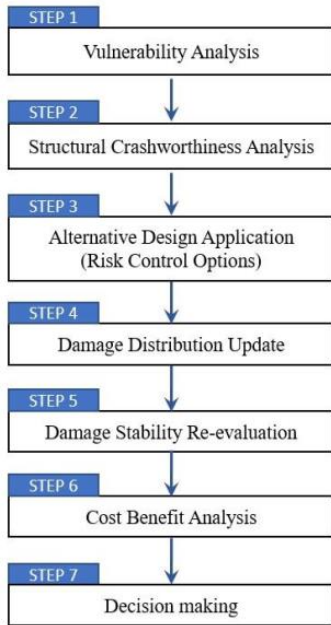 STEP 1
Vulnerability Analysis
STEP 2
Structural Crashworthiness Analysis
STEP 3
Alternative Design Application
(Risk Control Options)
STEP 4
Damage Distribution Update
STEP 5
Damage Stability Re-evaluation
STEP 6
Cost Benefit Analysis
STEP 7
Decision making